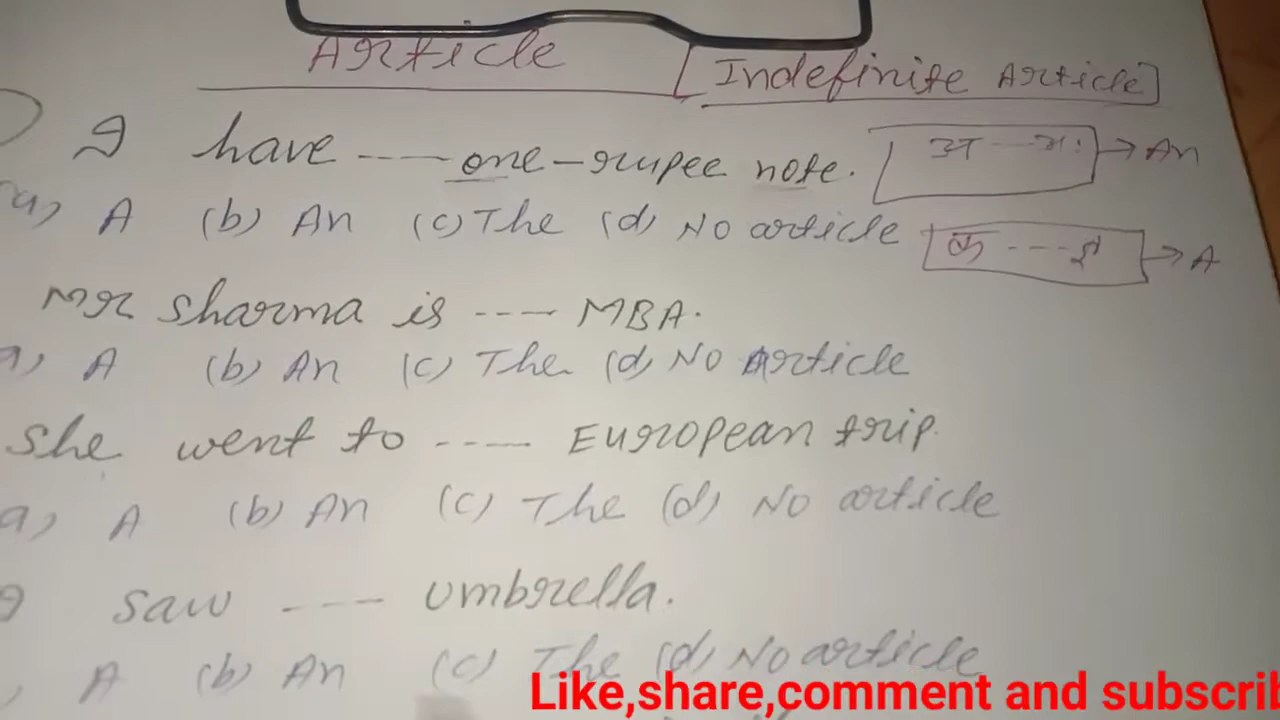 Article [Indefinite Article]
I have ---- one-rupee note.
अ --- अः → An
a) A (b) An (c) The (d) No article
क ---- ज्ञ → A
Mr Sharma is ---- MBA.
a) A (b) An (c) The (d) No Article
She went to ---- European trip.
a) A (b) An (c) The (d) No article
I saw ---- umbrella.
) A (b) An (c) The (d) No article
Like,share,comment and subscrib